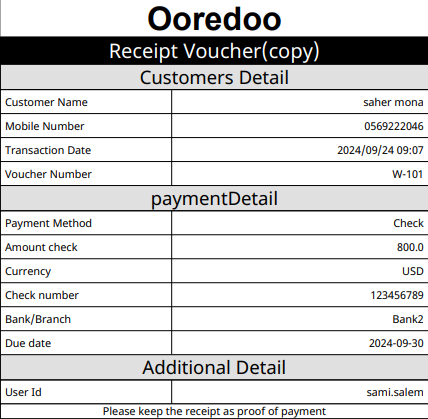 Ooredoo
Receipt Voucher(copy)
Customers Detail
Customer Name saher mona
Mobile Number 0569222046
Transaction Date 2024/09/24 09:07
Voucher Number W-101
paymentDetail
Payment Method Check
Amount check 800.0
Currency USD
Check number 123456789
Bank/Branch Bank2
Due date 2024-09-30
Additional Detail
User Id sami.salem
Please keep the receipt as proof of payment